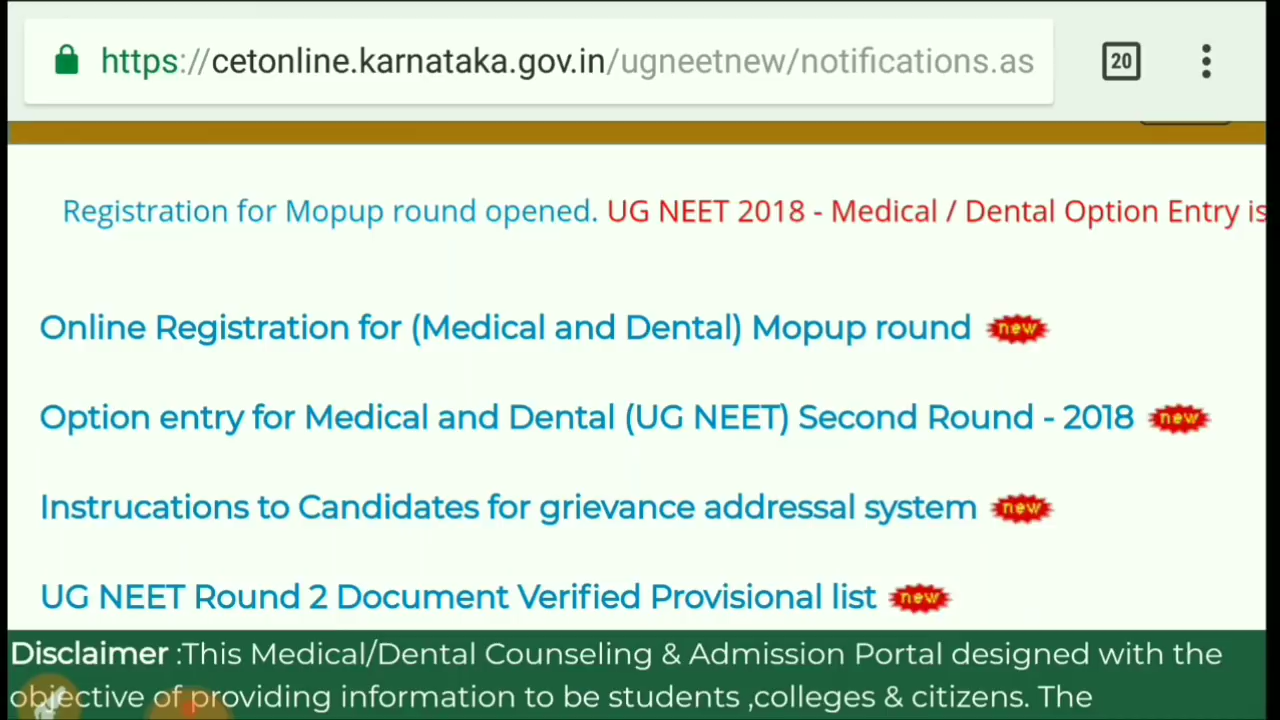 https://cetonline.karnataka.gov.in/ugneetnew/notifications.as
20
Registration for Mopup round opened. UG NEET 2018 - Medical / Dental Option Entry is
Online Registration for (Medical and Dental) Mopup round new
Option entry for Medical and Dental (UG NEET) Second Round - 2018 new
Instrucations to Candidates for grievance addressal system new
UG NEET Round 2 Document Verified Provisional list new
Disclaimer :This Medical/Dental Counseling & Admission Portal designed with the
objective of providing information to be students ,colleges & citizens. The